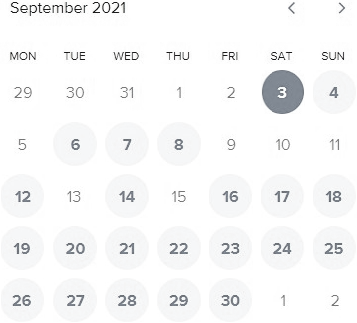 September 2021
MON TUE WED THU FRI SAT SUN
29 30 31 1 2 3 4
5 6 7 8 9 10 11
12 13 14 15 16 17 18
19 20 21 22 23 24 25
26 27 28 29 30 1 2